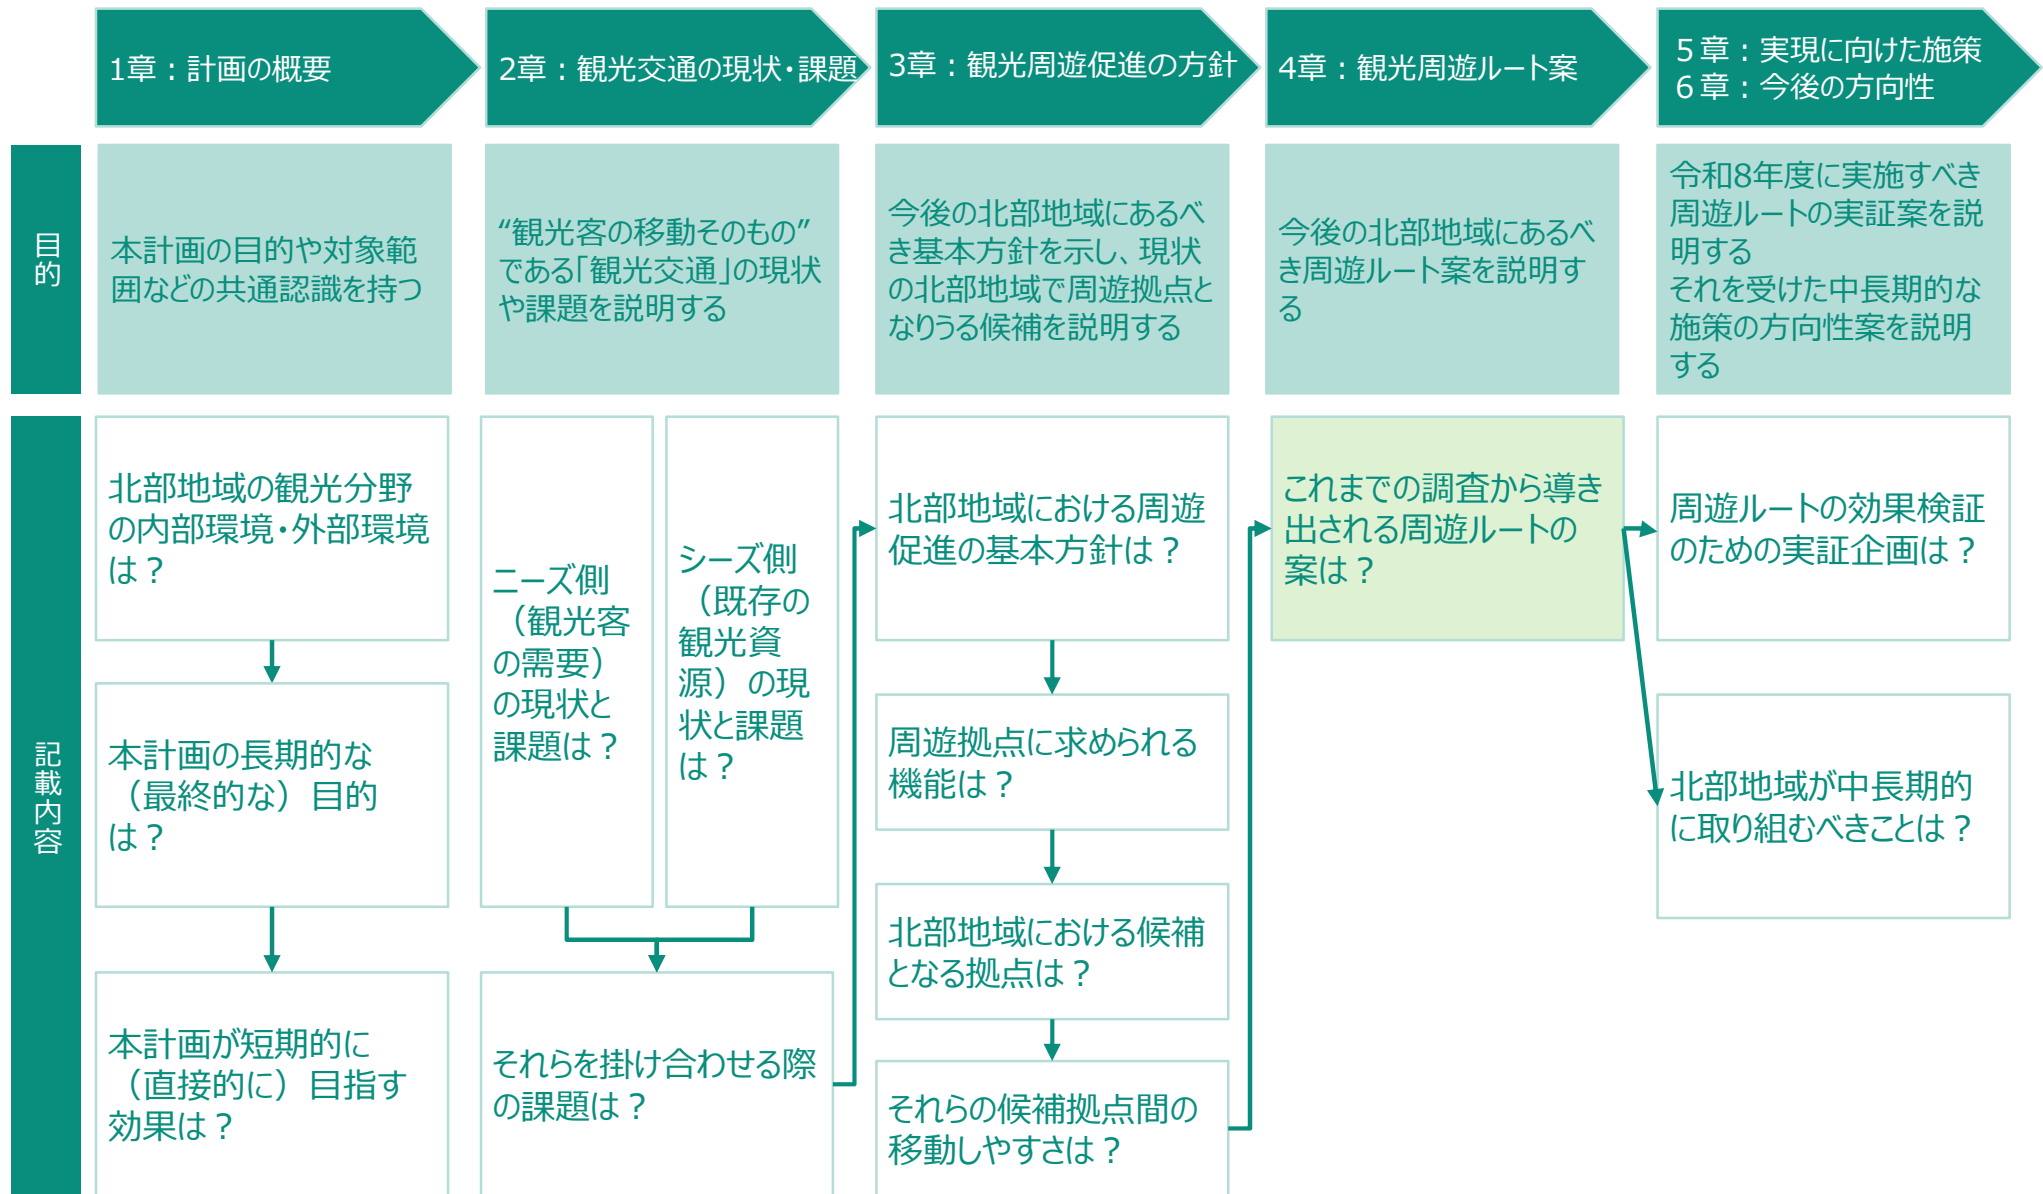 1章：計画の概要
2章：観光交通の現状・課題
3章：観光周遊促進の方針
4章：観光周遊ルート案
５章：実現に向けた施策
６章：今後の方向性
目的
本計画の目的や対象範
囲などの共通認識を持つ
“観光客の移動そのもの”
である「観光交通」の現状
や課題を説明する
今後の北部地域にあるべ
き基本方針を示し、現状
の北部地域で周遊拠点と
なりうる候補を説明する
今後の北部地域にあるべ
き周遊ルート案を説明す
る
令和8年度に実施すべき
周遊ルートの実証案を説
明する
それを受けた中長期的な
施策の方向性案を説明
する
記載内容
北部地域の観光分野
の内部環境・外部環境
は？
本計画の長期的な
（最終的な）目的
は？
本計画が短期的に
（直接的に）目指す
効果は？
ニーズ側
（観光客
の需要）
の現状と
課題は？
シーズ側
（既存の
観光資
源）の現
状と課題
は？
それらを掛け合わせる際
の課題は？
北部地域における周遊
促進の基本方針は？
周遊拠点に求められる
機能は？
北部地域における候補
となる拠点は？
それらの候補拠点間の
移動しやすさは？
これまでの調査から導き
出される周遊ルートの
案は？
周遊ルートの効果検証
のための実証企画は？
北部地域が中長期的
に取り組むべきことは？